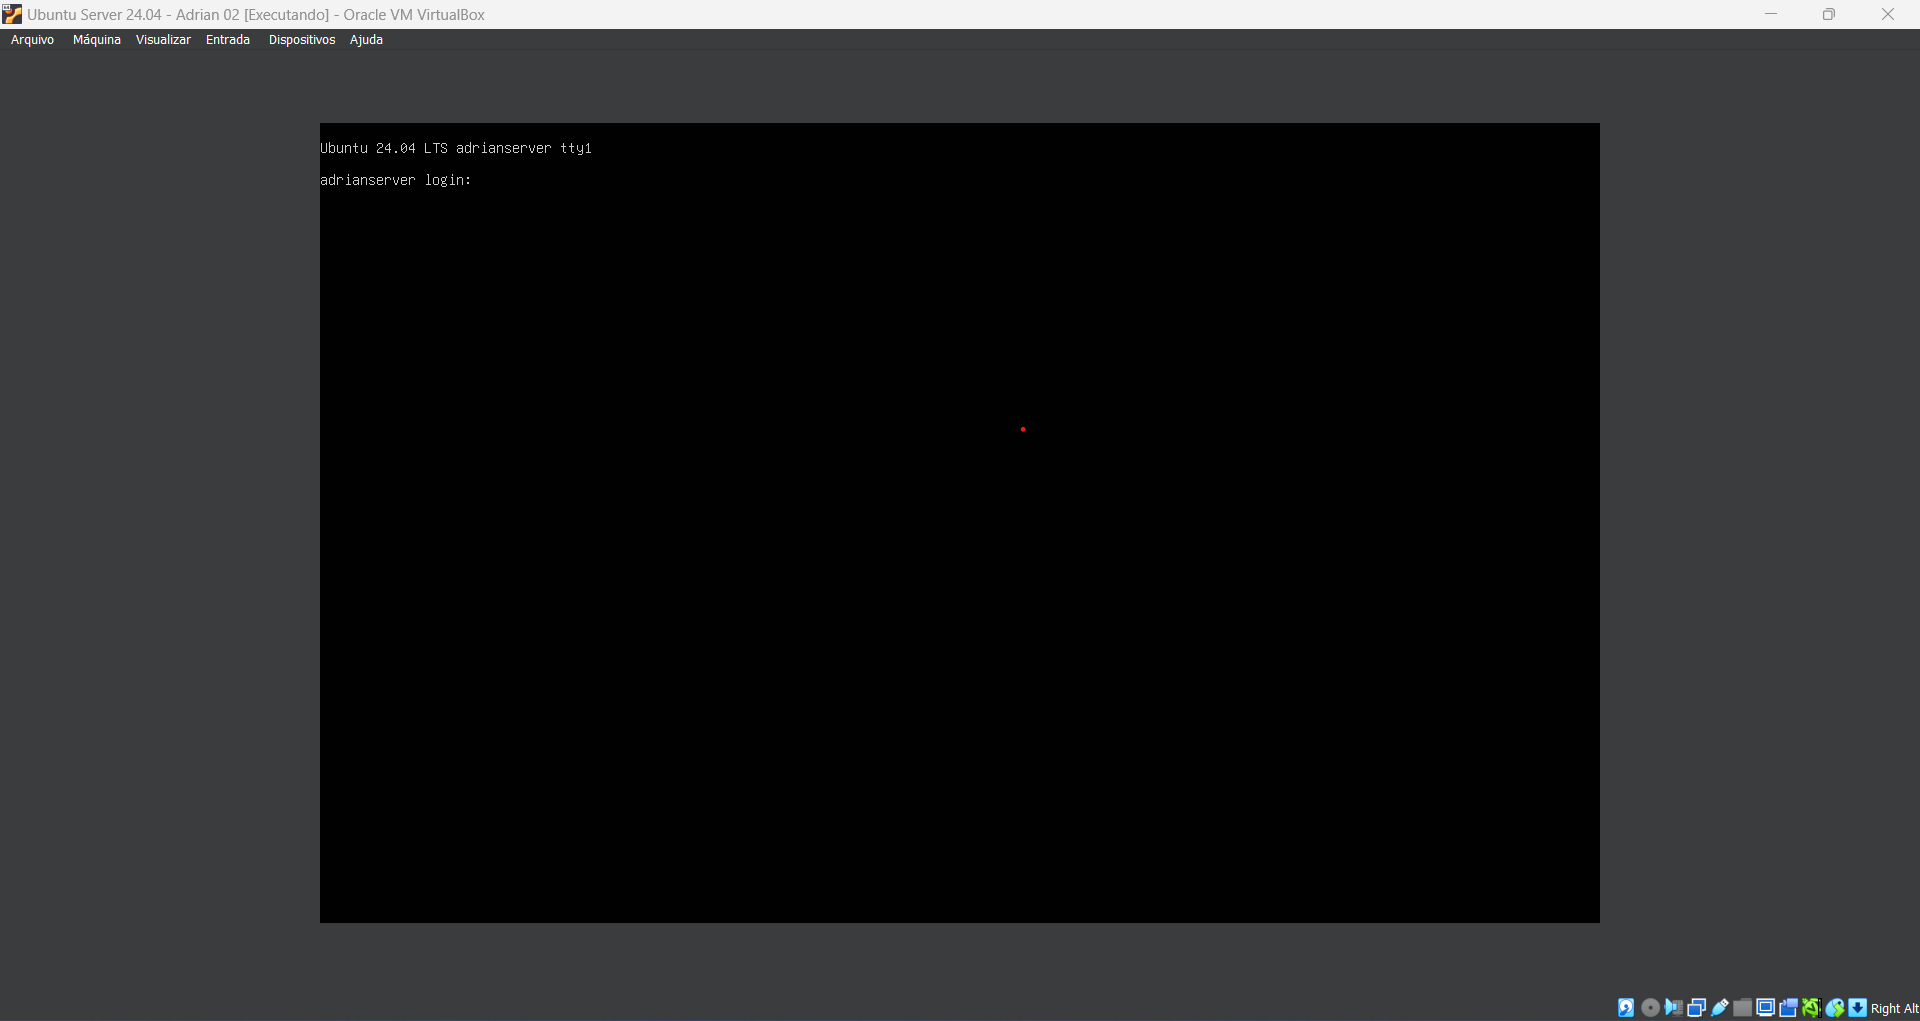 Ubuntu Server 24.04 - Adrian 02 [Executando] - Oracle VM VirtualBox
Arquivo Máquina Visualizar Entrada Dispositivos Ajuda
Ubuntu 24.04 LTS adrianserver tty1
adrianserver login:
Right Alt